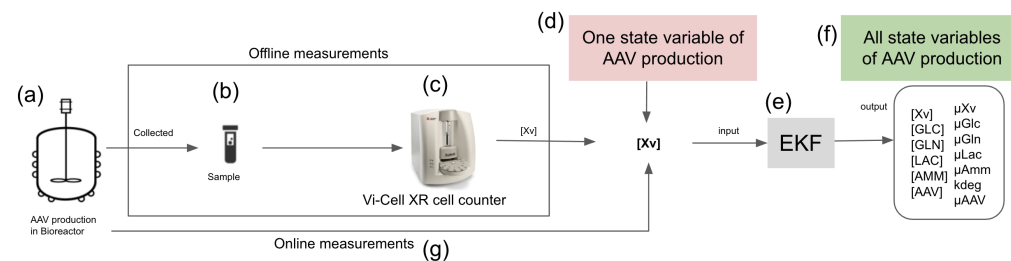 (a)
AAV production
in Bioreactor
Offline measurements
Collected
(b)
Sample
(c)
Vi-Cell XR cell counter
[Xv]
Online measurements
(g)
(d)
One state variable of
AAV production
[Xv]
input
(e)
EKF
output
(f)
All state variables
of AAV production
[Xv]
[GLC]
[GLN]
[LAC]
[AMM]
[AAV]
μXv
μGlc
μGln
μLac
μAmm
kdeg
μAAV